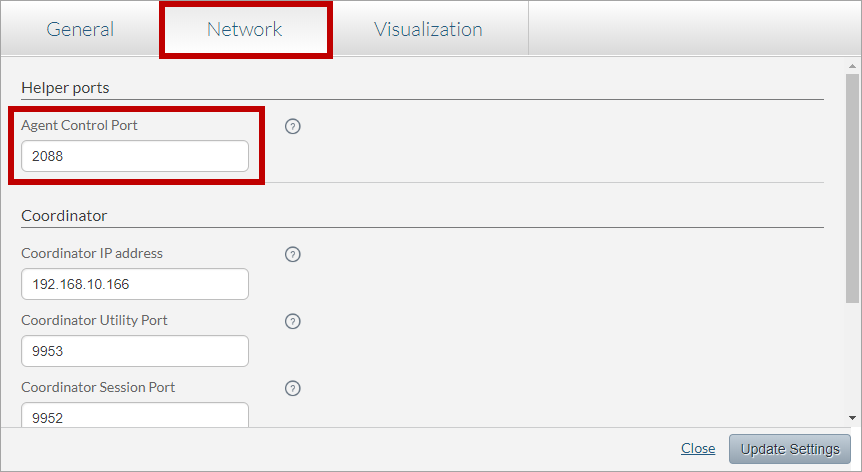 General Network Visualization
Helper ports
Agent Control Port ?
2088
Coordinator
Coordinator IP address ?
192.168.10.166
Coordinator Utility Port ?
9953
Coordinator Session Port ?
9952
Close Update Settings